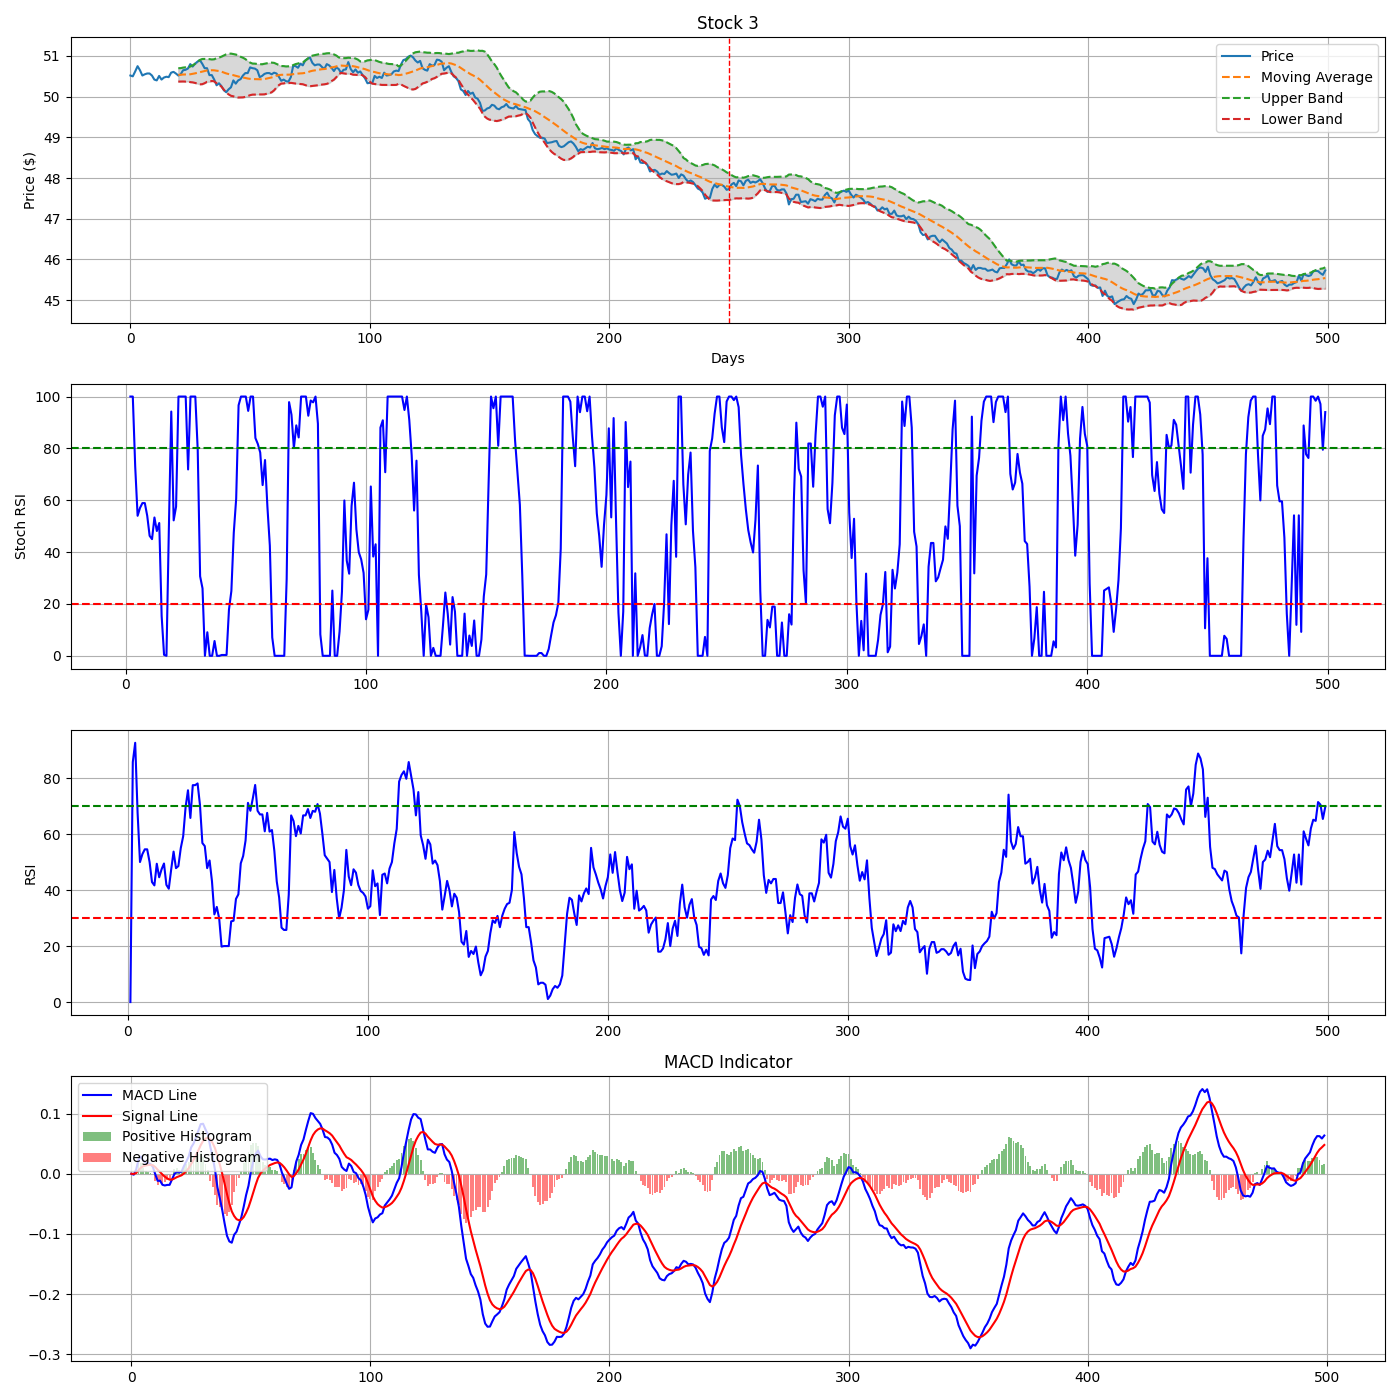 Stock 3
51
50
49
48
47
46
45
Price ($)
Price
Moving Average
Upper Band
Lower Band
0 100 200 300 400 500
Days
100
80
60
40
20
0
Stoch RSI
0 100 200 300 400 500
80
60
40
20
0
RSI
0 100 200 300 400 500
MACD Indicator
MACD Line
Signal Line
Positive Histogram
Negative Histogram
0.1
0.0
−0.1
−0.2
−0.3
0 100 200 300 400 500